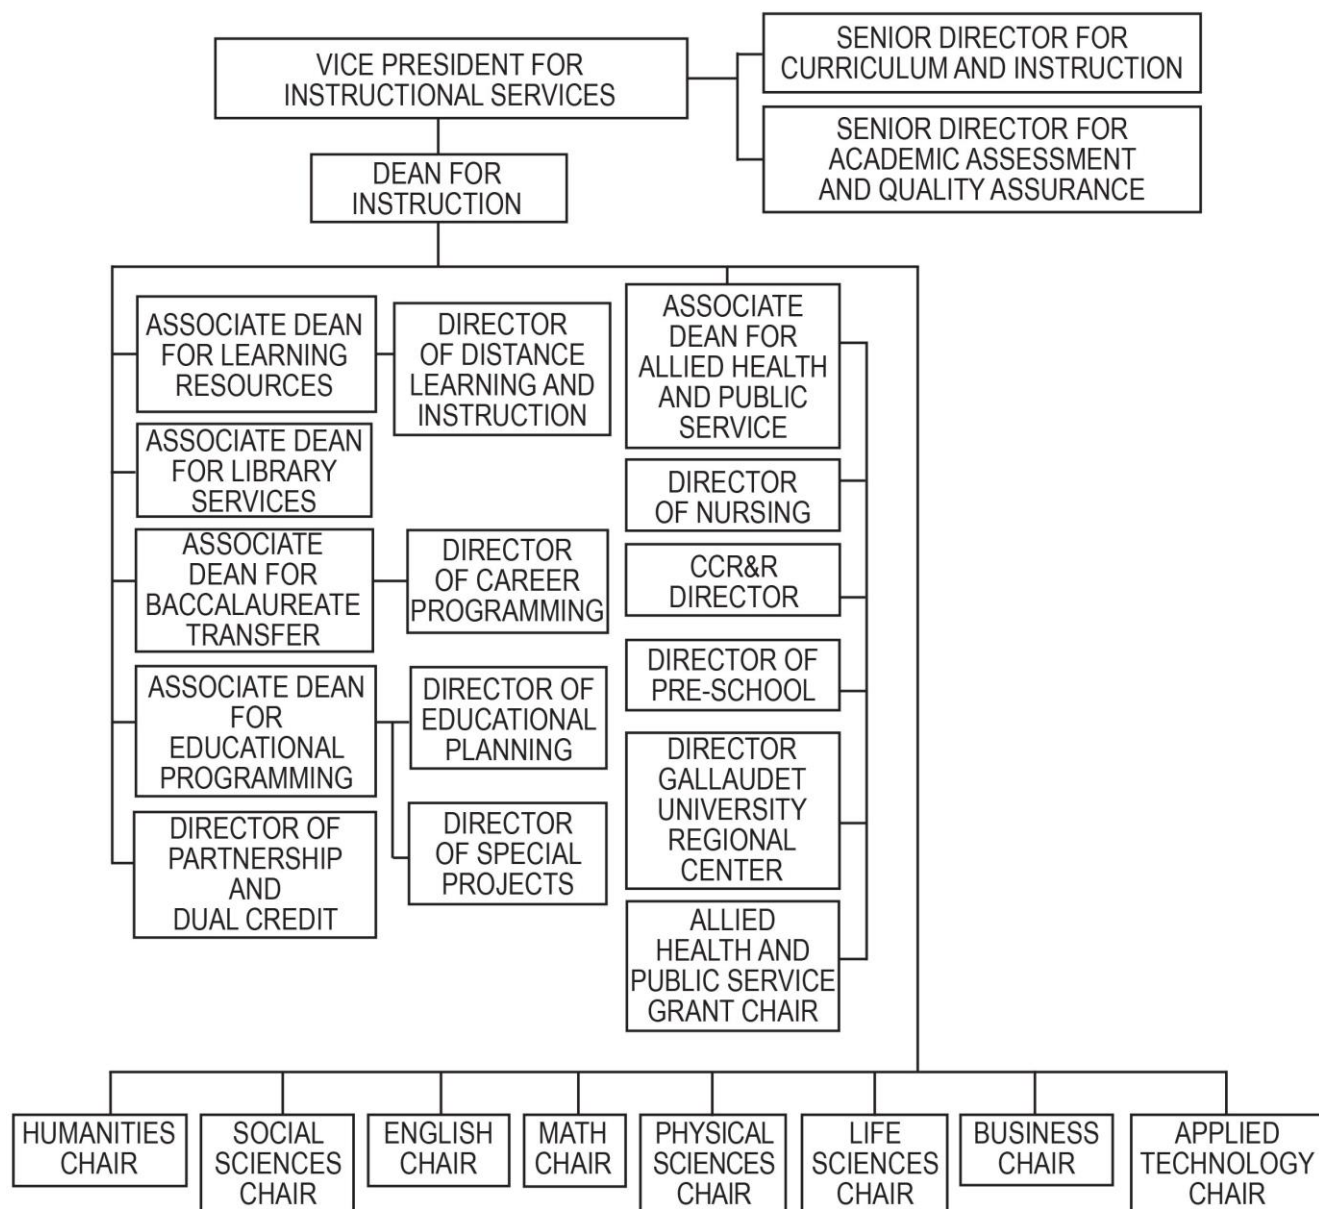 VICE PRESIDENT FOR
INSTRUCTIONAL SERVICES
SENIOR DIRECTOR FOR
CURRICULUM AND INSTRUCTION
SENIOR DIRECTOR FOR
ACADEMIC ASSESSMENT
AND QUALITY ASSURANCE
DEAN FOR
INSTRUCTION
ASSOCIATE DEAN
FOR LEARNING
RESOURCES
DIRECTOR
OF DISTANCE
LEARNING AND
INSTRUCTION
ASSOCIATE DEAN
FOR LIBRARY
SERVICES
ASSOCIATE
DEAN FOR
BACCALAUREATE
TRANSFER
DIRECTOR
OF CAREER
PROGRAMMING
ASSOCIATE DEAN
FOR
EDUCATIONAL
PROGRAMMING
DIRECTOR OF
EDUCATIONAL
PLANNING
DIRECTOR
OF SPECIAL
PROJECTS
DIRECTOR OF
PARTNERSHIP
AND
DUAL CREDIT
ASSOCIATE
DEAN FOR
ALLIED HEALTH
AND PUBLIC
SERVICE
DIRECTOR
OF NURSING
CCR&R
DIRECTOR
DIRECTOR OF
PRE-SCHOOL
DIRECTOR
GALLAUDET
UNIVERSITY
REGIONAL
CENTER
ALLIED
HEALTH AND
PUBLIC SERVICE
GRANT CHAIR
HUMANITIES
CHAIR
SOCIAL
SCIENCES
CHAIR
ENGLISH
CHAIR
MATH
CHAIR
PHYSICAL
SCIENCES
CHAIR
LIFE
SCIENCES
CHAIR
BUSINESS
CHAIR
APPLIED
TECHNOLOGY
CHAIR